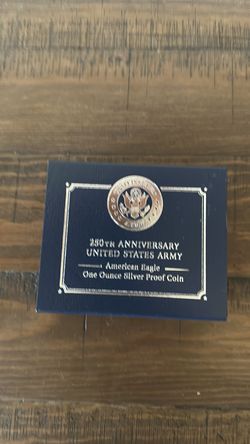 250TH ANNIVERSARY
UNITED STATES ARMY
American Eagle
One Ounce Silver Proof Coin